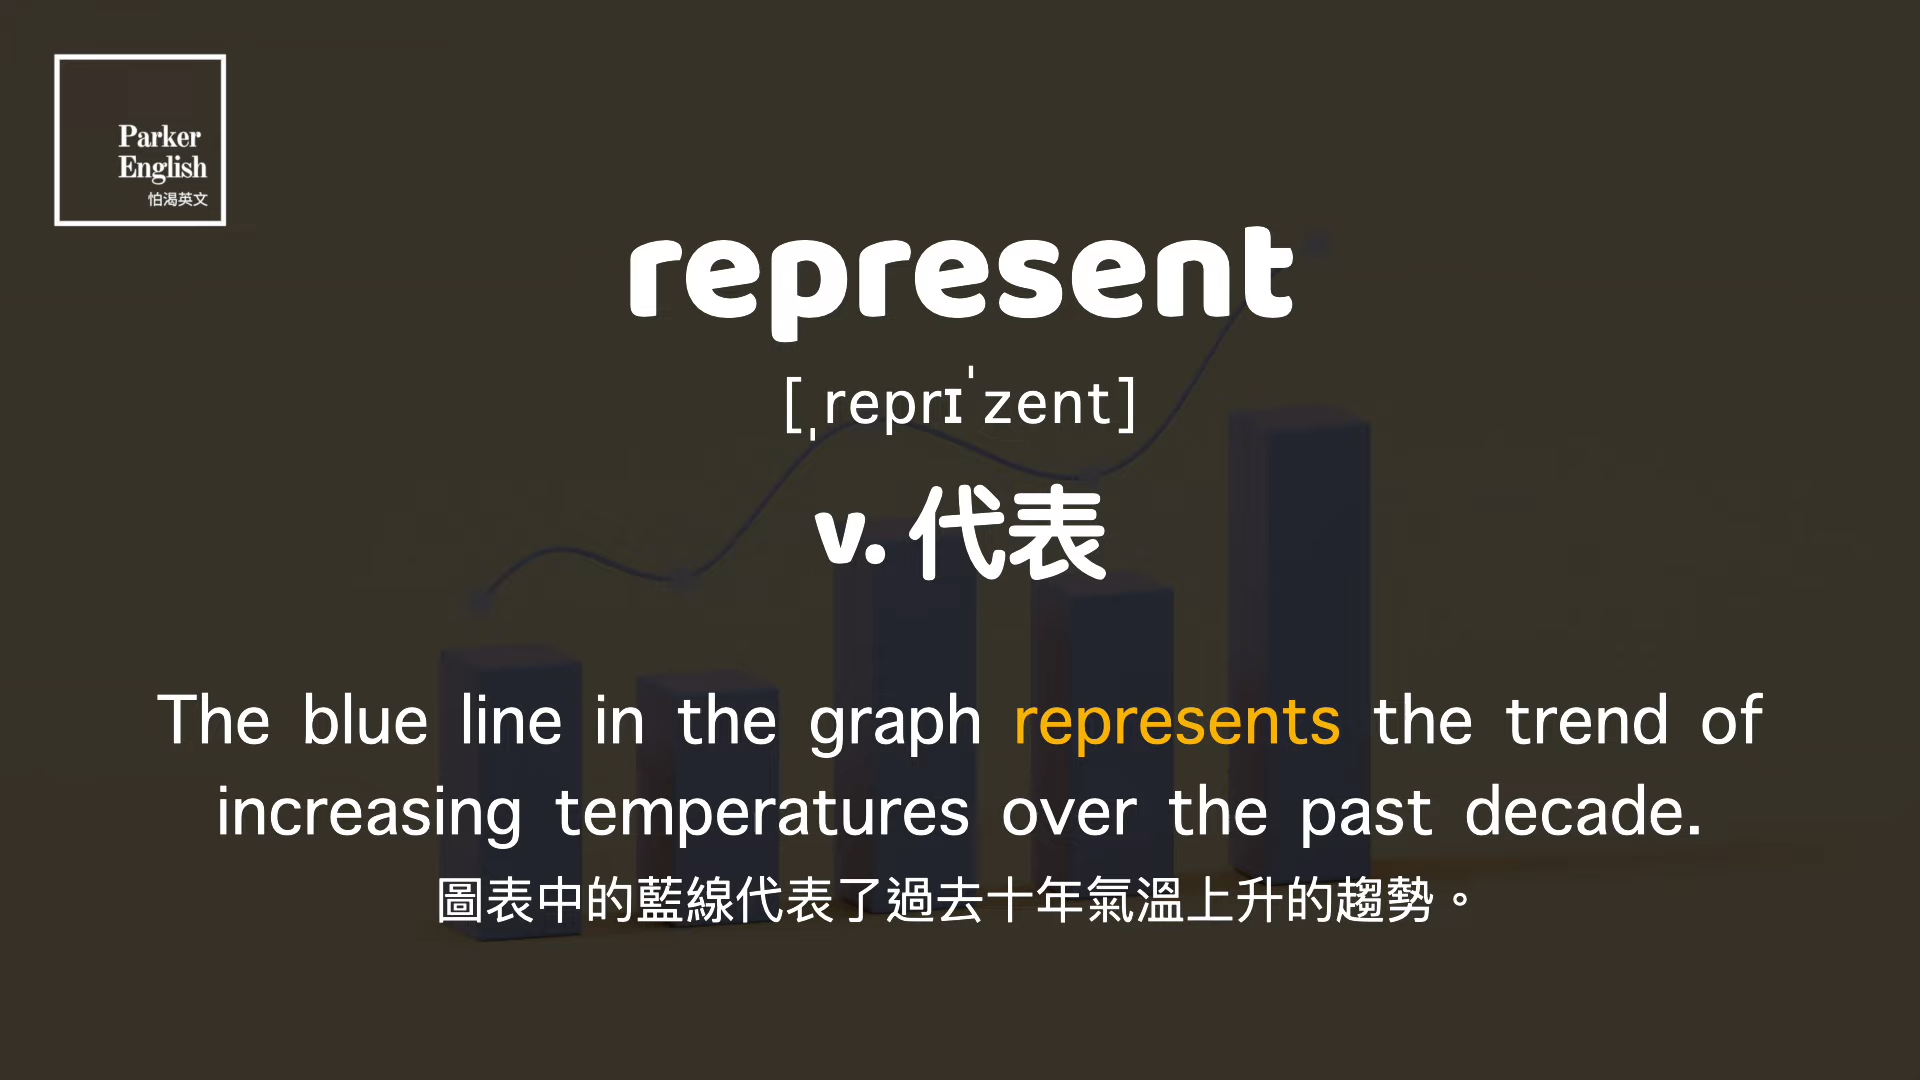 Parker
English
怕渴英文
represent
[ˌreprɪˈzent]
v. 代表
The blue line in the graph represents the trend of
increasing temperatures over the past decade.
圖表中的藍線代表了過去十年氣溫上升的趨勢。